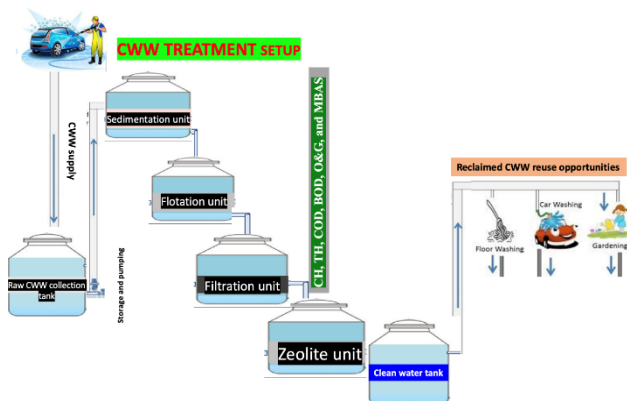 CWW TREATMENT SETUP
CWW supply
Sedimentation unit
Flotation unit
Filtration unit
Zeolite unit
Raw CWW collection
tank
Storage and pumping
CH, TH, COD, BOD, O&G, and MBAS
Clean water tank
Reclaimed CWW reuse opportunities
Car Washing
Floor Washing
Gardening